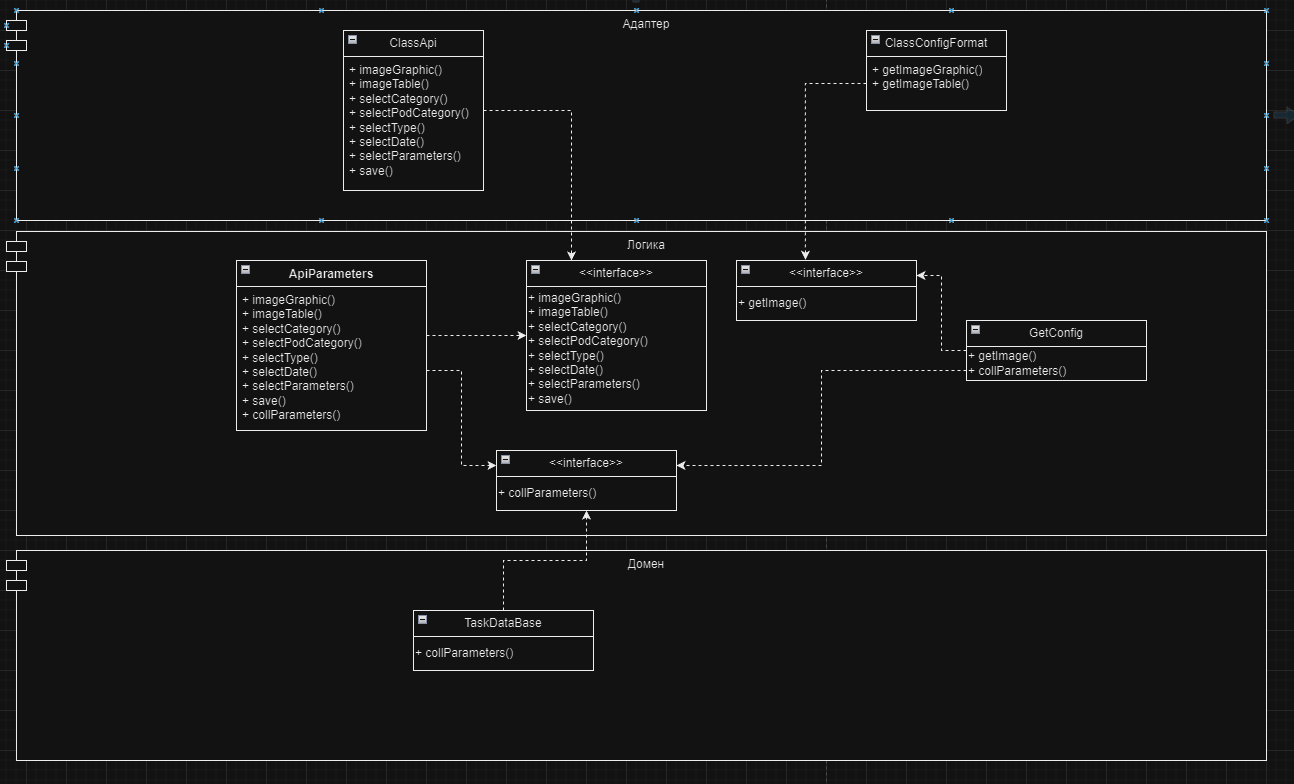 Адаптер
ClassApi
+ imageGraphic()
+ imageTable()
+ selectCategory()
+ selectPodCategory()
+ selectType()
+ selectDate()
+ selectParameters()
+ save()
ClassConfigFormat
+ getImageGraphic()
+ getImageTable()
Логика
ApiParameters
+ imageGraphic()
+ imageTable()
+ selectCategory()
+ selectPodCategory()
+ selectType()
+ selectDate()
+ selectParameters()
+ save()
+ collParameters()
<<interface>>
+ imageGraphic()
+ imageTable()
+ selectCategory()
+ selectPodCategory()
+ selectType()
+ selectDate()
+ selectParameters()
+ save()
<<interface>>
+ getImage()
GetConfig
+ getImage()
+ collParameters()
<<interface>>
+ collParameters()
Домен
TaskDataBase
+ collParameters()